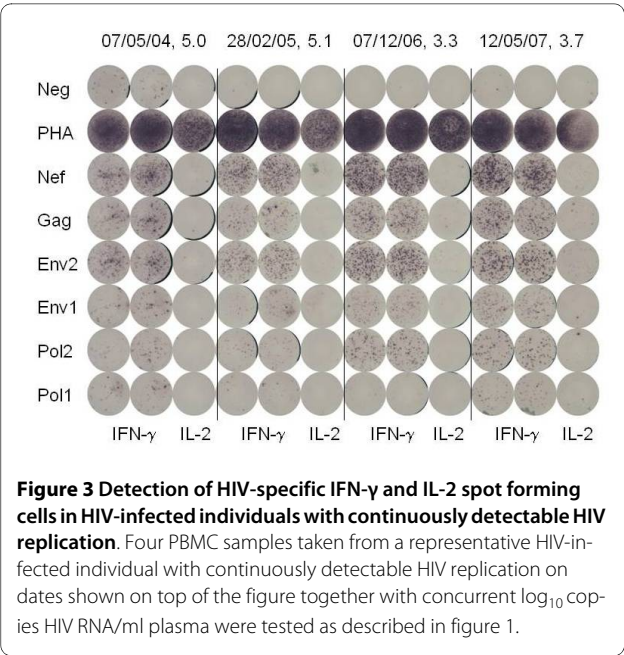 07/05/04, 5.0 28/02/05, 5.1 07/12/06, 3.3 12/05/07, 3.7
Neg
PHA
Nef
Gag
Env2
Env1
Pol2
Pol1
IFN-γ IL-2 IFN-γ IL-2 IFN-γ IL-2 IFN-γ IL-2
Figure 3 Detection of HIV-specific IFN-γ and IL-2 spot forming
cells in HIV-infected individuals with continuously detectable HIV
replication. Four PBMC samples taken from a representative HIV-in-
fected individual with continuously detectable HIV replication on
dates shown on top of the figure together with concurrent log10 cop-
ies HIV RNA/ml plasma were tested as described in figure 1.